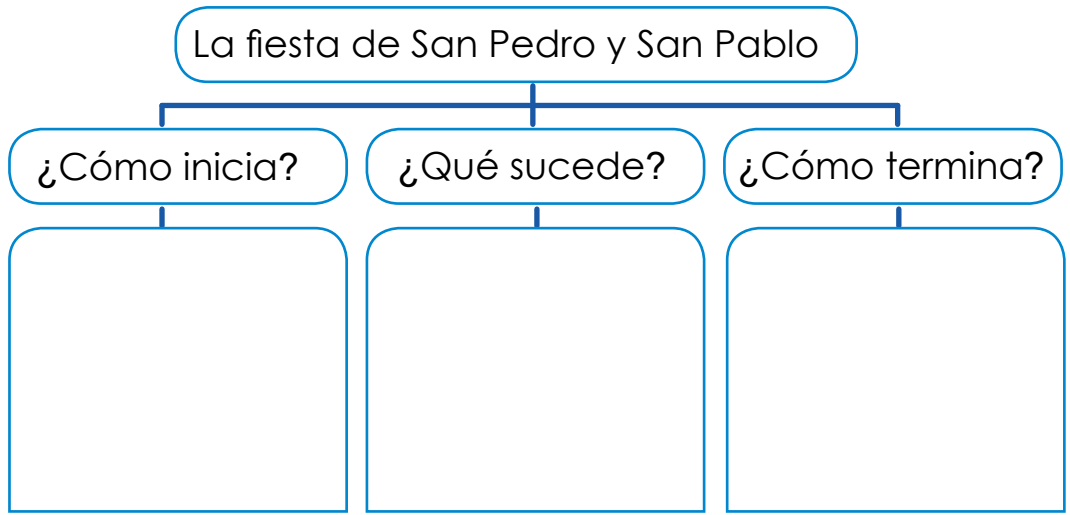 La fiesta de San Pedro y San Pablo
¿Cómo inicia?
¿Qué sucede?
¿Cómo termina?